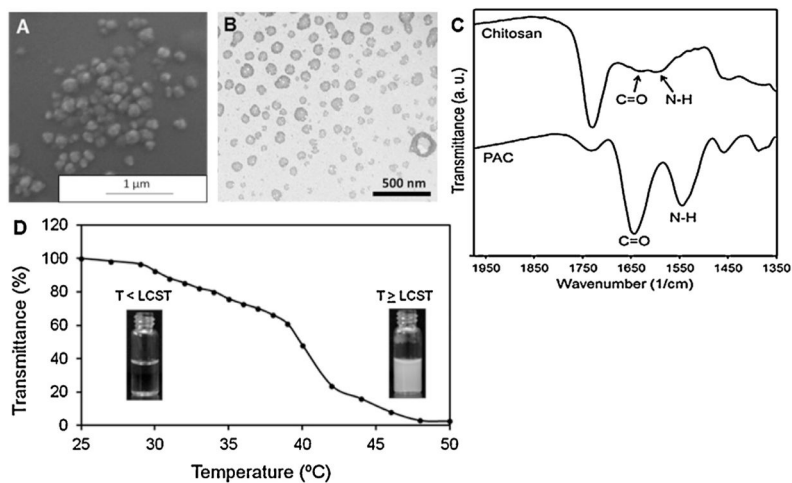 A
1 μm
B
500 nm
C
Chitosan
C=O
N-H
PAC
C=O
N-H
Transmittance (a. u.)
1950 1850 1750 1650 1550 1450 1350
Wavenumber (1/cm)
D
120
100
80
60
40
20
0
T < LCST
T ≥ LCST
Transmittance (%)
25 30 35 40 45 50
Temperature (ºC)